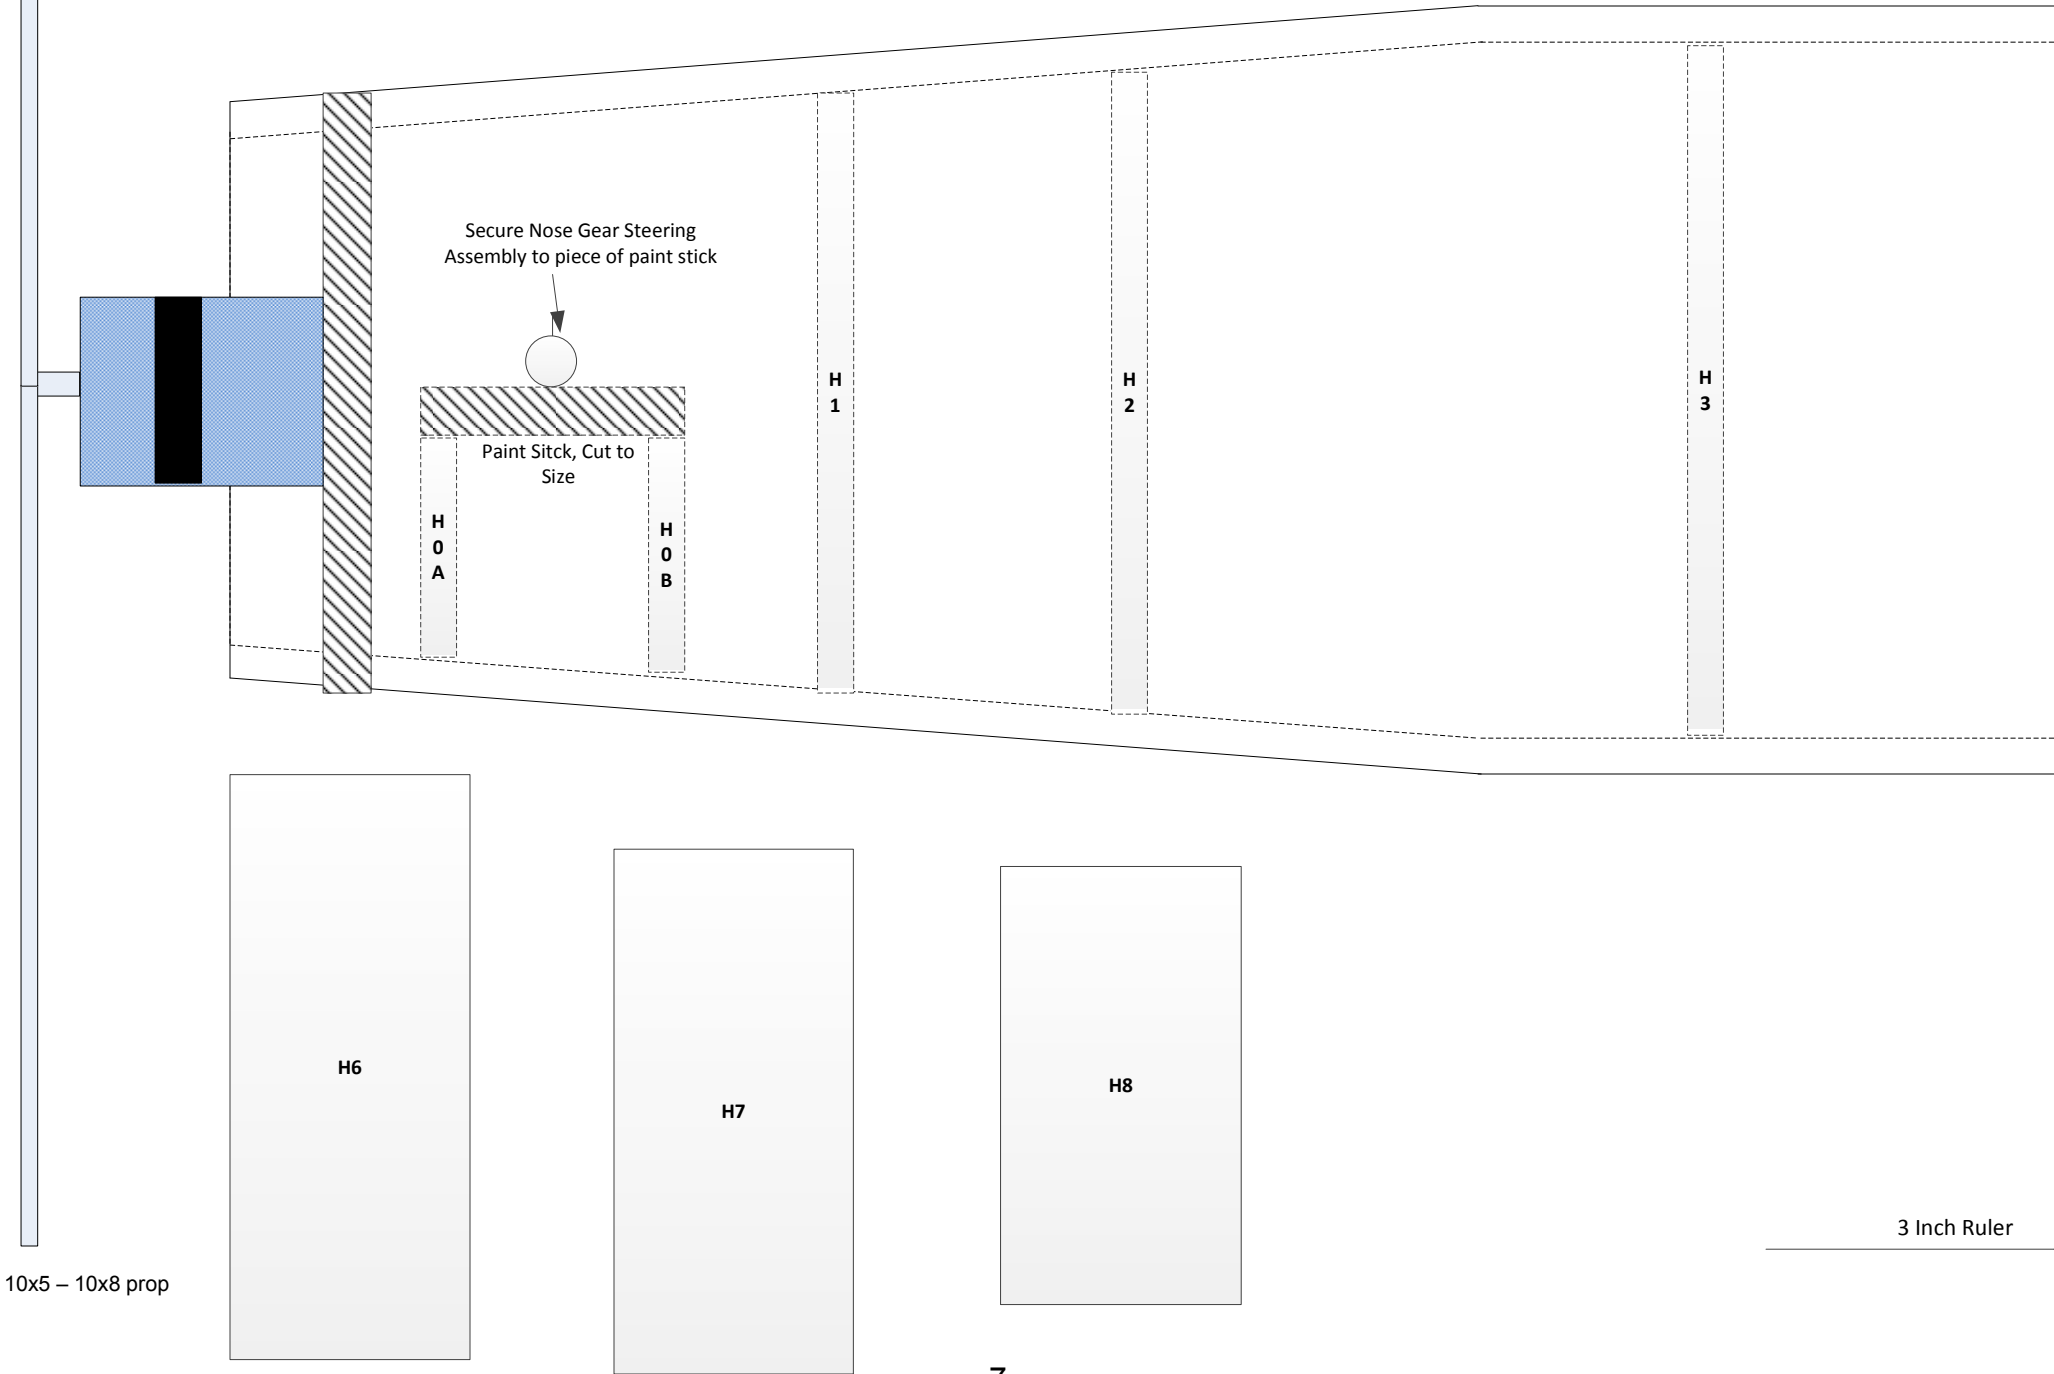 Secure Nose Gear Steering
Assembly to piece of paint stick
H
1
H
2
H
3
Paint Sitck, Cut to
Size
H
0
A
H
0
B
H6
H7
H8
3 Inch Ruler
10x5 – 10x8 prop